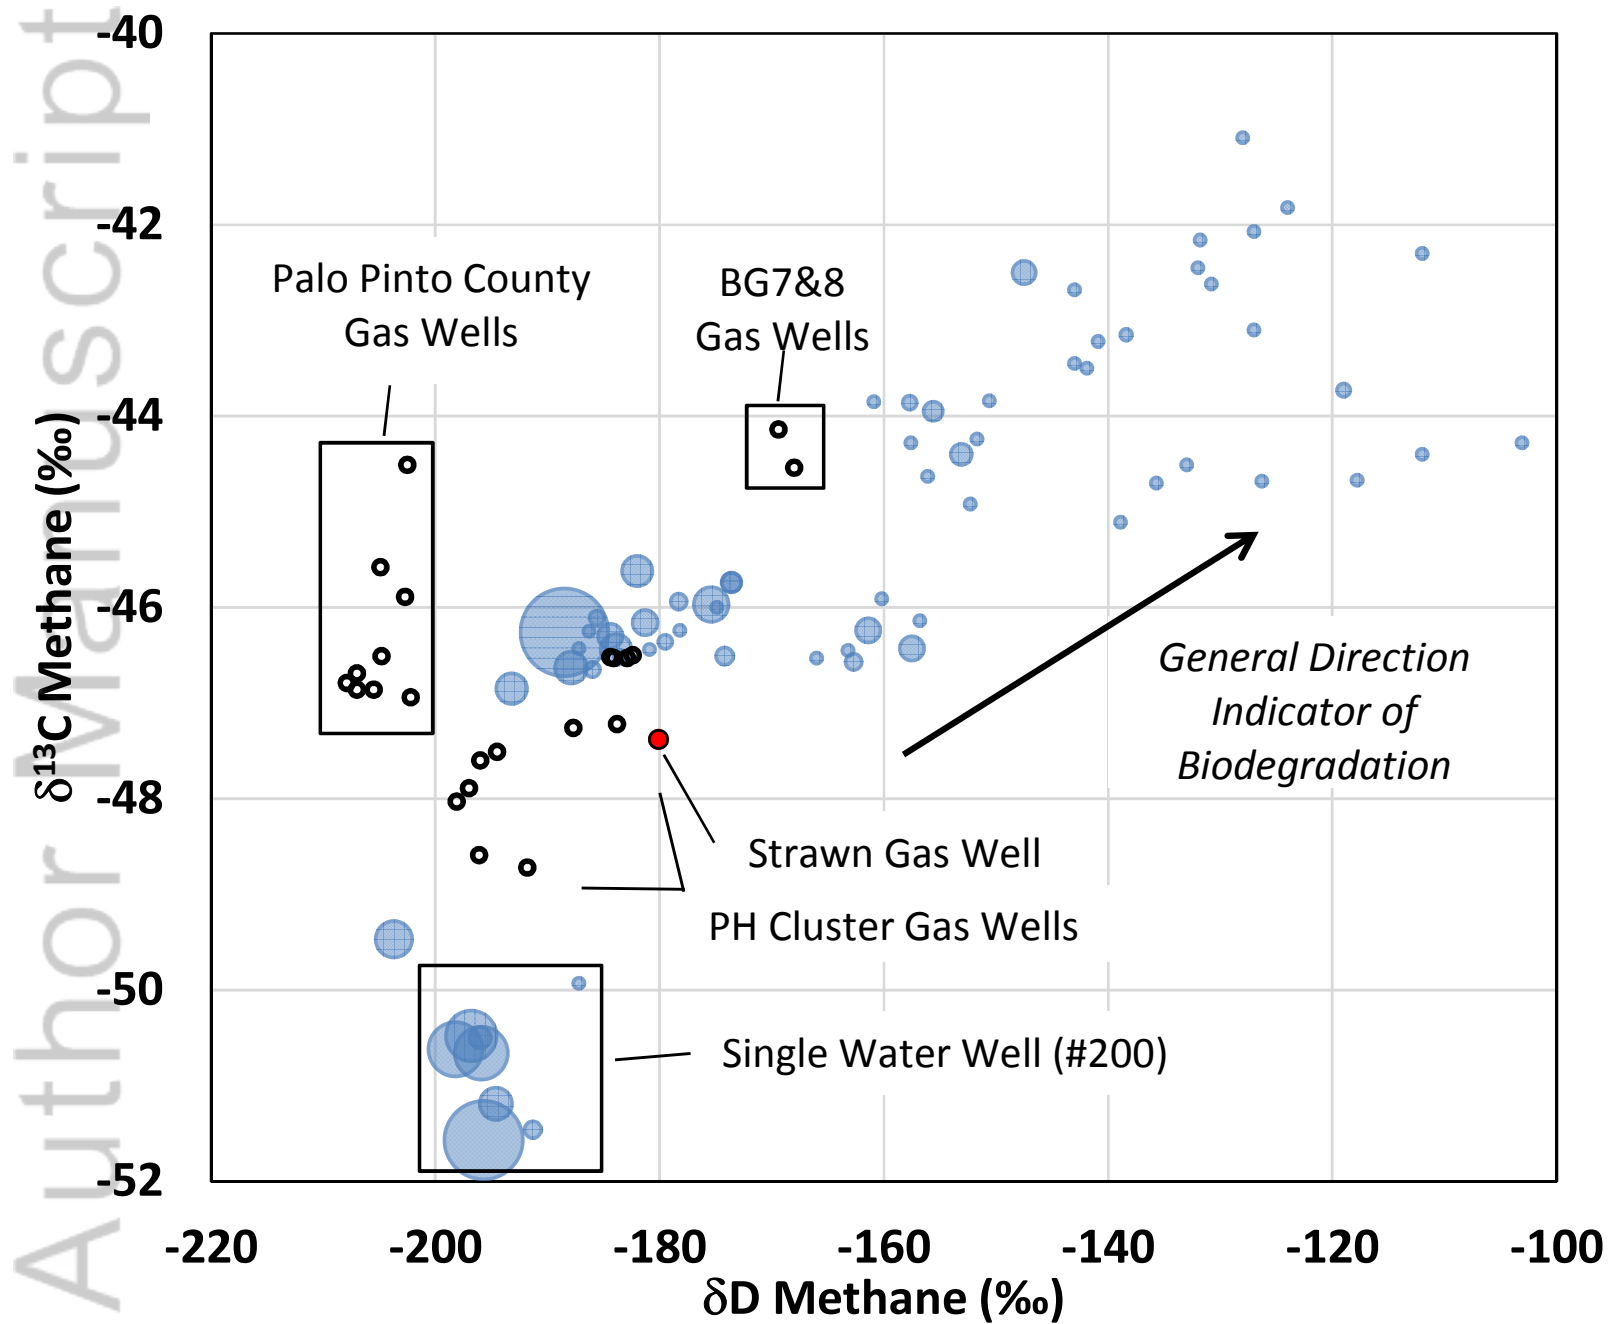 Author Manuscript
-40
-42
-44
-46
-48
-50
-52
δ¹³C Methane (‰)
Palo Pinto County
Gas Wells
BG7&8
Gas Wells
General Direction
Indicator of
Biodegradation
Strawn Gas Well
PH Cluster Gas Wells
Single Water Well (#200)
-220 -200 -180 -160 -140 -120 -100
δD Methane (‰)